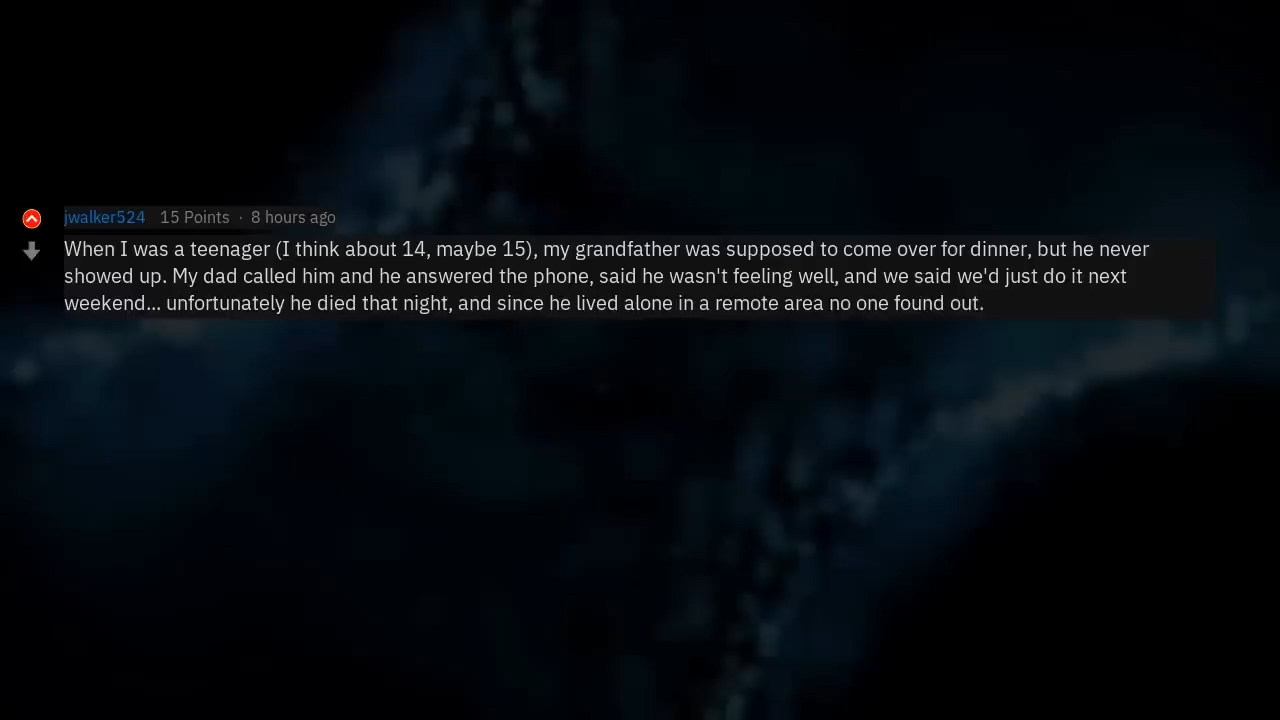 jwalker524 15 Points · 8 hours ago
When I was a teenager (I think about 14, maybe 15), my grandfather was supposed to come over for dinner, but he never
showed up. My dad called him and he answered the phone, said he wasn't feeling well, and we said we'd just do it next
weekend... unfortunately he died that night, and since he lived alone in a remote area no one found out.